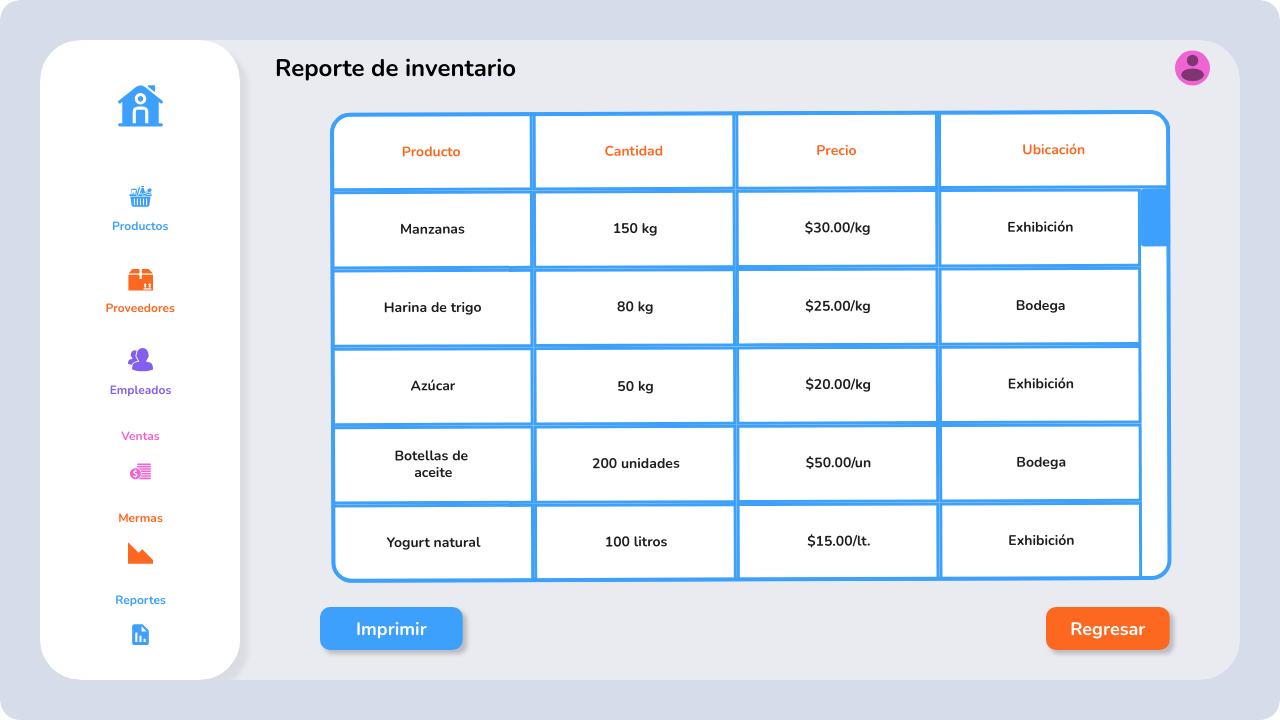 Reporte de inventario
Productos
Proveedores
Empleados
Ventas
Mermas
Reportes
Producto Cantidad Precio Ubicación
Manzanas 150 kg $30.00/kg Exhibición
Harina de trigo 80 kg $25.00/kg Bodega
Azúcar 50 kg $20.00/kg Exhibición
Botellas de
aceite 200 unidades $50.00/un Bodega
Yogurt natural 100 litros $15.00/lt. Exhibición
Imprimir
Regresar